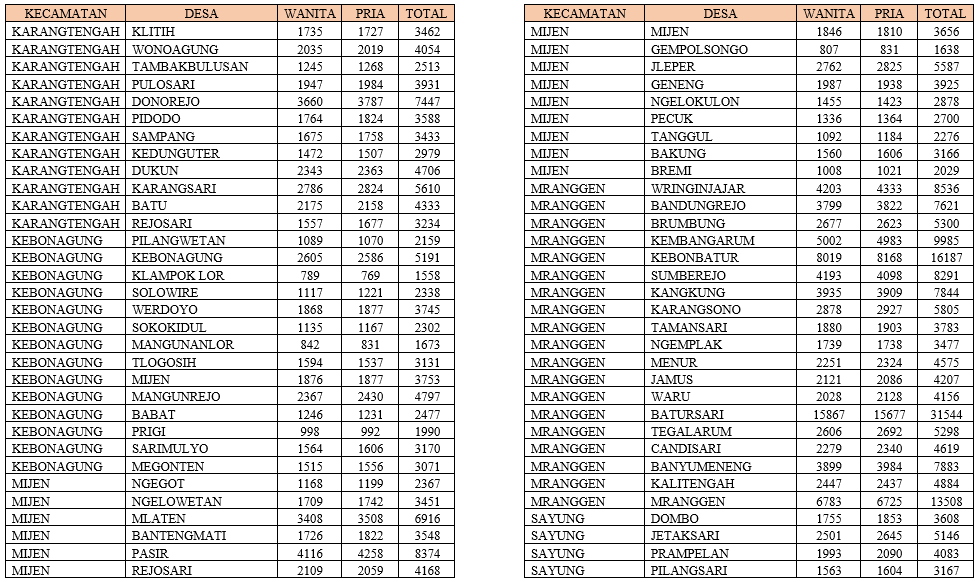 KECAMATAN DESA WANITA PRIA TOTAL
KARANGTENGAH KLITIH 1735 1727 3462
KARANGTENGAH WONOAGUNG 2035 2019 4054
KARANGTENGAH TAMBAKBULUSAN 1245 1268 2513
KARANGTENGAH PULOSARI 1947 1984 3931
KARANGTENGAH DONOREJO 3660 3787 7447
KARANGTENGAH PIDODO 1764 1824 3588
KARANGTENGAH SAMPANG 1675 1758 3433
KARANGTENGAH KEDUNGUTER 1472 1507 2979
KARANGTENGAH DUKUN 2343 2363 4706
KARANGTENGAH KARANGSARI 2786 2824 5610
KARANGTENGAH BATU 2175 2158 4333
KARANGTENGAH REJOSARI 1557 1677 3234
KEBONAGUNG PILANGWETAN 1089 1070 2159
KEBONAGUNG KEBONAGUNG 2605 2586 5191
KEBONAGUNG KLAMPOK LOR 789 769 1558
KEBONAGUNG SOLOWIRE 1117 1221 2338
KEBONAGUNG WERDOYO 1868 1877 3745
KEBONAGUNG SOKOKIDUL 1135 1167 2302
KEBONAGUNG MANGUNANLOR 842 831 1673
KEBONAGUNG TLOGOSIH 1594 1537 3131
KEBONAGUNG MIJEN 1876 1877 3753
KEBONAGUNG MANGUNREJO 2367 2430 4797
KEBONAGUNG BABAT 1246 1231 2477
KEBONAGUNG PRIGI 998 992 1990
KEBONAGUNG SARIMULYO 1564 1606 3170
KEBONAGUNG MEGONTEN 1515 1556 3071
MIJEN NGEGOT 1168 1199 2367
MIJEN NGELOWETAN 1709 1742 3451
MIJEN MLATEN 3408 3508 6916
MIJEN BANTENGMATI 1726 1822 3548
MIJEN PASIR 4116 4258 8374
MIJEN REJOSARI 2109 2059 4168
KECAMATAN DESA WANITA PRIA TOTAL
MIJEN MIJEN 1846 1810 3656
MIJEN GEMPOLSONGO 807 831 1638
MIJEN JLEPER 2762 2825 5587
MIJEN GENENG 1987 1938 3925
MIJEN NGELOKULON 1455 1423 2878
MIJEN PECUK 1336 1364 2700
MIJEN TANGGUL 1092 1184 2276
MIJEN BAKUNG 1560 1606 3166
MIJEN BREMI 1008 1021 2029
MRANGGEN WRINGINJAJAR 4203 4333 8536
MRANGGEN BANDUNGREJO 3799 3822 7621
MRANGGEN BRUMBUNG 2677 2623 5300
MRANGGEN KEMBANGARUM 5002 4983 9985
MRANGGEN KEBONBATUR 8019 8168 16187
MRANGGEN SUMBEREJO 4193 4098 8291
MRANGGEN KANGKUNG 3935 3909 7844
MRANGGEN KARANGSONO 2878 2927 5805
MRANGGEN TAMANSARI 1880 1903 3783
MRANGGEN NGEMPLAK 1739 1738 3477
MRANGGEN MENUR 2251 2324 4575
MRANGGEN JAMUS 2121 2086 4207
MRANGGEN WARU 2028 2128 4156
MRANGGEN BATURSARI 15867 15677 31544
MRANGGEN TEGALARUM 2606 2692 5298
MRANGGEN CANDISARI 2279 2340 4619
MRANGGEN BANYUMENENG 3899 3984 7883
MRANGGEN KALITENGAH 2447 2437 4884
MRANGGEN MRANGGEN 6783 6725 13508
SAYUNG DOMBO 1755 1853 3608
SAYUNG JETAKSARI 2501 2645 5146
SAYUNG PRAMPELAN 1993 2090 4083
SAYUNG PILANGSARI 1563 1604 3167